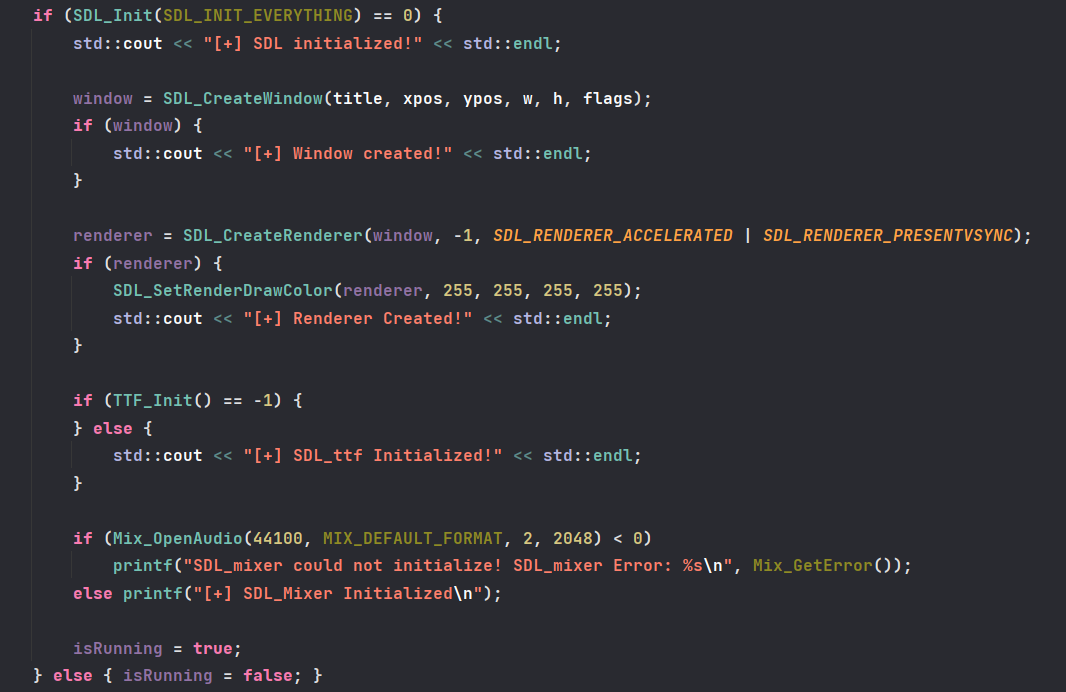 if (SDL_Init(SDL_INIT_EVERYTHING) == 0) {
    std::cout << "[+] SDL initialized!" << std::endl;

    window = SDL_CreateWindow(title, xpos, ypos, w, h, flags);
    if (window) {
        std::cout << "[+] Window created!" << std::endl;
    }

    renderer = SDL_CreateRenderer(window, -1, SDL_RENDERER_ACCELERATED | SDL_RENDERER_PRESENTVSYNC);
    if (renderer) {
        SDL_SetRenderDrawColor(renderer, 255, 255, 255, 255);
        std::cout << "[+] Renderer Created!" << std::endl;
    }

    if (TTF_Init() == -1) {
    } else {
        std::cout << "[+] SDL_ttf Initialized!" << std::endl;
    }

    if (Mix_OpenAudio(44100, MIX_DEFAULT_FORMAT, 2, 2048) < 0)
        printf("SDL_mixer could not initialize! SDL_mixer Error: %s\n", Mix_GetError());
    else printf("[+] SDL_Mixer Initialized\n");

    isRunning = true;
} else { isRunning = false; }